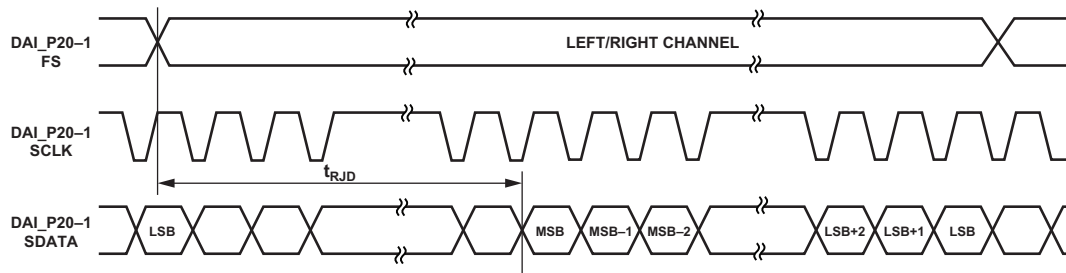 DAI_P20–1
FS
LEFT/RIGHT CHANNEL
DAI_P20–1
SCLK
tRJD
DAI_P20–1
SDATA
LSB
MSB
MSB–1
MSB–2
LSB+2
LSB+1
LSB